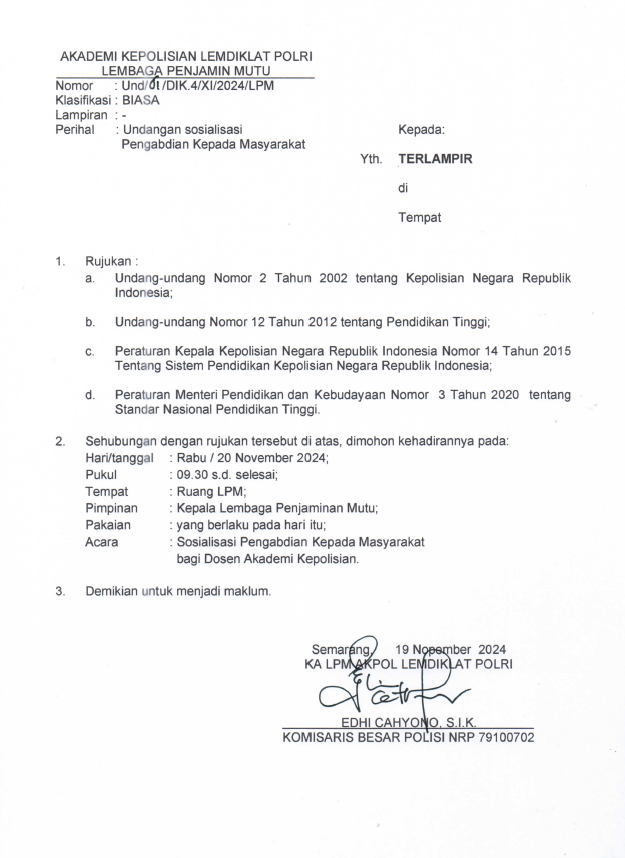 AKADEMI KEPOLISIAN LEMDIKLAT POLRI
LEMBAGA PENJAMIN MUTU
Nomor : Und/01/DIK.4/XI/2024/LPM
Klasifikasi : BIASA
Lampiran : -
Perihal : Undangan sosialisasi
Pengabdian Kepada Masyarakat
Kepada:
Yth. TERLAMPIR
di
Tempat
1. Rujukan :
a. Undang-undang Nomor 2 Tahun 2002 tentang Kepolisian Negara Republik
Indonesia;
b. Undang-undang Nomor 12 Tahun 2012 tentang Pendidikan Tinggi;
c. Peraturan Kepala Kepolisian Negara Republik Indonesia Nomor 14 Tahun 2015
Tentang Sistem Pendidikan Kepolisian Negara Republik Indonesia;
d. Peraturan Menteri Pendidikan dan Kebudayaan Nomor 3 Tahun 2020 tentang
Standar Nasional Pendidikan Tinggi.
2. Sehubungan dengan rujukan tersebut di atas, dimohon kehadirannya pada:
Hari/tanggal : Rabu / 20 November 2024;
Pukul : 09.30 s.d. selesai;
Tempat : Ruang LPM;
Pimpinan : Kepala Lembaga Penjaminan Mutu;
Pakaian : yang berlaku pada hari itu;
Acara : Sosialisasi Pengabdian Kepada Masyarakat
bagi Dosen Akademi Kepolisian.
3. Demikian untuk menjadi maklum.
Semarang, 19 Nopember 2024
KA LPM AKPOL LEMDIKLAT POLRI
EDHI CAHYONO, S.I.K.
KOMISARIS BESAR POLISI NRP 79100702